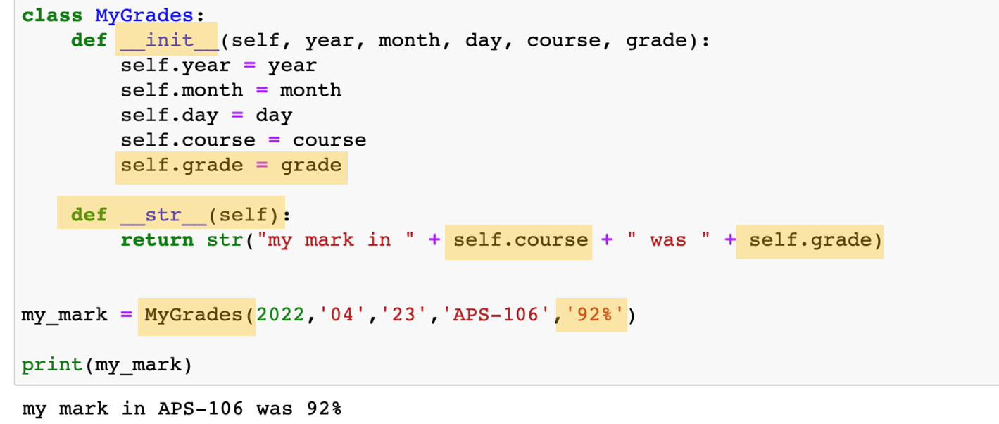 class MyGrades:
    def __init__(self, year, month, day, course, grade):
        self.year = year
        self.month = month
        self.day = day
        self.course = course
        self.grade = grade
    def __str__(self):
        return str("my mark in " + self.course + " was " + self.grade)
my_mark = MyGrades(2022,'04','23','APS-106','92%')
print(my_mark)
my mark in APS-106 was 92%